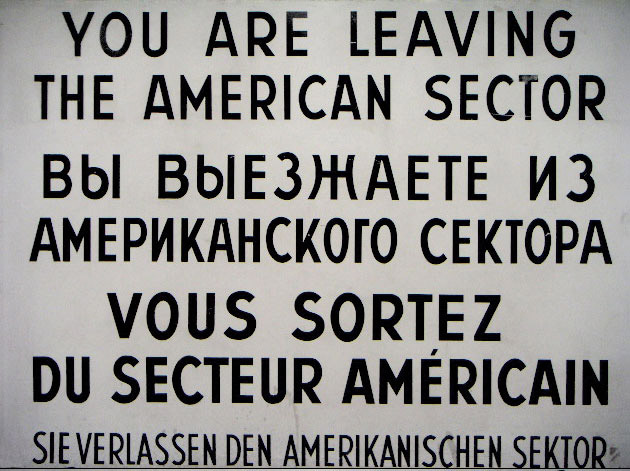 YOU ARE LEAVING
THE AMERICAN SECTOR
ВЫ ВЫЕЗЖАЕТЕ ИЗ
АМЕРИКАНСКОГО СЕКТОРА
VOUS SORTEZ
DU SECTEUR AMÉRICAIN
SIE VERLASSEN DEN AMERIKANISCHEN SEKTOR